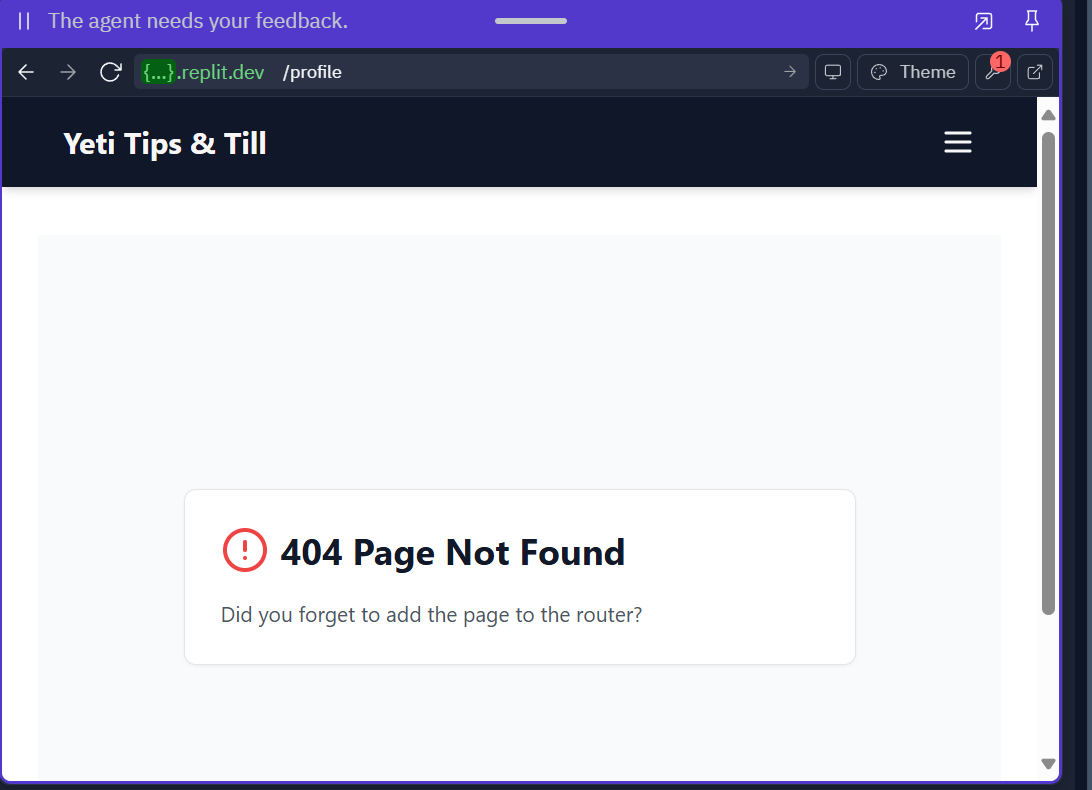 The agent needs your feedback.
{...}.replit.dev /profile
Theme
1
Yeti Tips & Till
404 Page Not Found
Did you forget to add the page to the router?